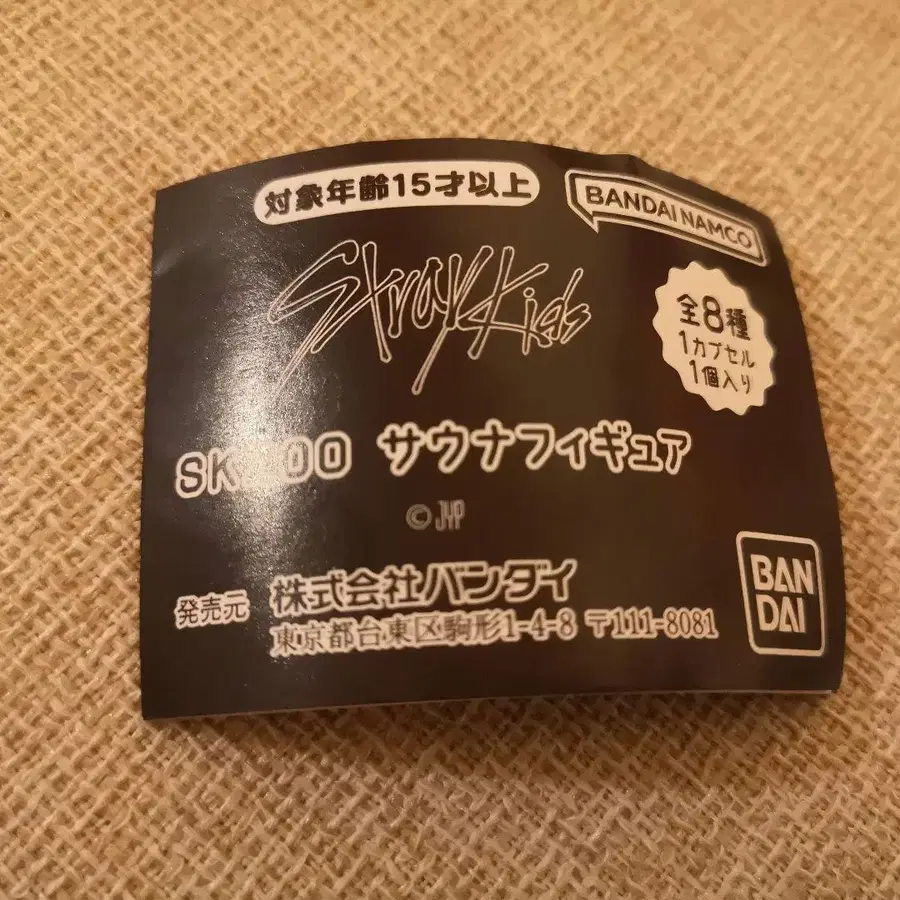 対象年齢15才以上
BANDAI NAMCO
Stray Kids
全8種
1カプセル
1個入り
SKZOO サウナフィギュア
© JYP
発売元 株式会社バンダイ
東京都台東区駒形1-4-8 〒111-8081
BAN
DAI